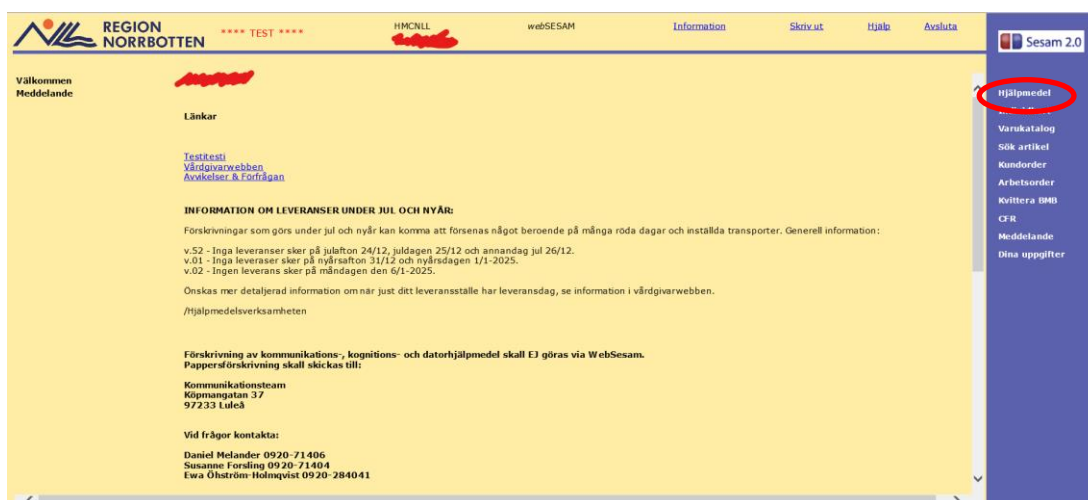 REGION
NORRBOTTEN
**** TEST ****
HMCNLL
webSESAM
Information
Skriv ut
Hjälp
Avsluta
Sesam 2.0
Välkommen
Meddelande
Länkar
Testitesti
Vårdgivarwebben
Avvikelser & Förfrågan
INFORMATION OM LEVERANSER UNDER JUL OCH NYÅR:
Förskrivningar som görs under jul och nyår kan komma att försenas något beroende på många röda dagar och inställda transporter. Generell information:
v.52 - Inga leveranser sker på julafton 24/12, juldagen 25/12 och annandag jul 26/12.
v.01 - Inga leveraser sker på nyårsafton 31/12 och nyårsdagen 1/1-2025.
v.02 - Ingen leverans sker på måndagen den 6/1-2025.
Önskas mer detaljerad information om när just ditt leveransställe har leveransdag, se information i vårdgivarwebben.
/Hjälpmedelsverksamheten
Förskrivning av kommunikations-, kognitions- och datorhjälpmedel skall EJ göras via WebSesam.
Pappersförskrivning skall skickas till:
Kommunikationsteam
Köpmangatan 37
97233 Luleå
Vid frågor kontakta:
Daniel Melander 0920-71406
Susanne Forsling 0920-71404
Ewa Öhström-Holmqvist 0920-284041
Hjälpmedel
Varukatalog
Sök artikel
Kundorder
Arbetsorder
Kvittera BMB
CFR
Meddelande
Dina uppgifter